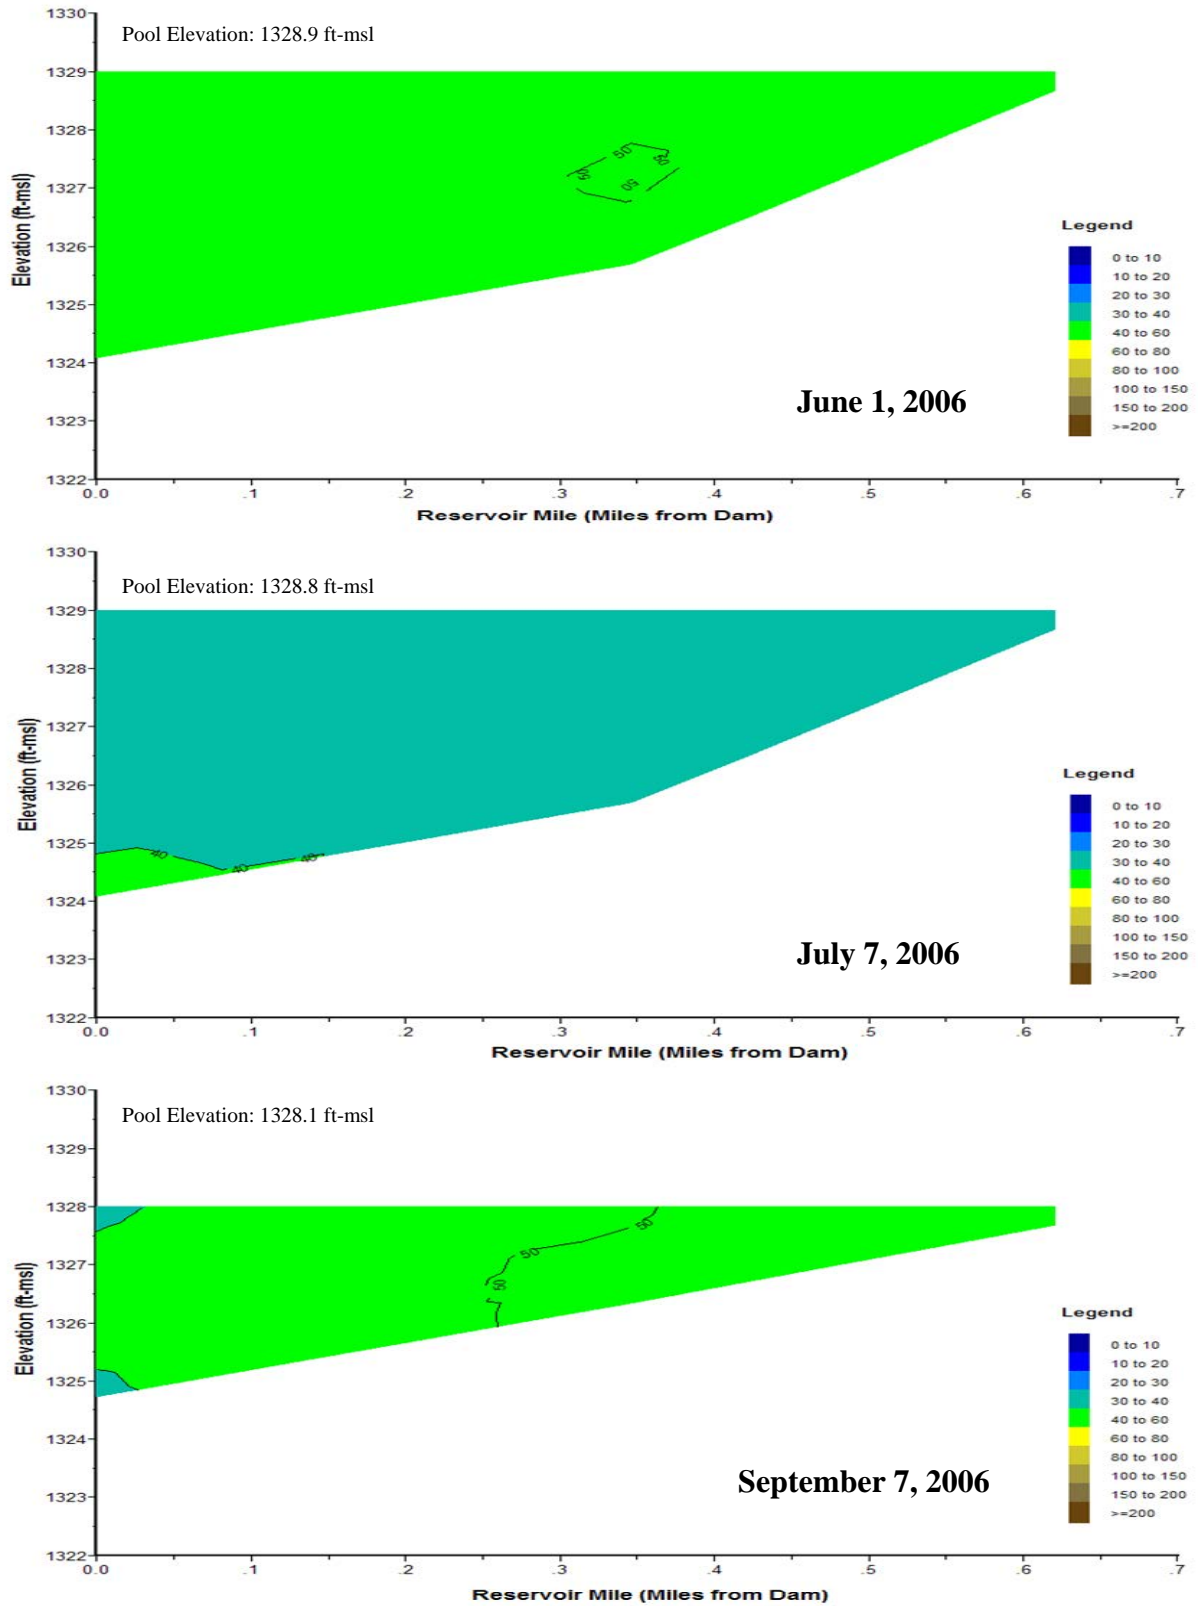 Pool Elevation: 1328.9 ft-msl
1330
1329
1328
1327
1326
1325
1324
1323
1322
Elevation (ft-msl)
50
50
50
50
Legend
0 to 10
10 to 20
20 to 30
30 to 40
40 to 60
60 to 80
80 to 100
100 to 150
150 to 200
>=200
June 1, 2006
0.0 .1 .2 .3 .4 .5 .6 .7
Reservoir Mile (Miles from Dam)
Pool Elevation: 1328.8 ft-msl
1330
1329
1328
1327
1326
1325
1324
1323
1322
Elevation (ft-msl)
40
40
40
Legend
0 to 10
10 to 20
20 to 30
30 to 40
40 to 60
60 to 80
80 to 100
100 to 150
150 to 200
>=200
July 7, 2006
0.0 .1 .2 .3 .4 .5 .6 .7
Reservoir Mile (Miles from Dam)
Pool Elevation: 1328.1 ft-msl
1330
1329
1328
1327
1326
1325
1324
1323
1322
Elevation (ft-msl)
50
50
50
Legend
0 to 10
10 to 20
20 to 30
30 to 40
40 to 60
60 to 80
80 to 100
100 to 150
150 to 200
>=200
September 7, 2006
0.0 .1 .2 .3 .4 .5 .6 .7
Reservoir Mile (Miles from Dam)